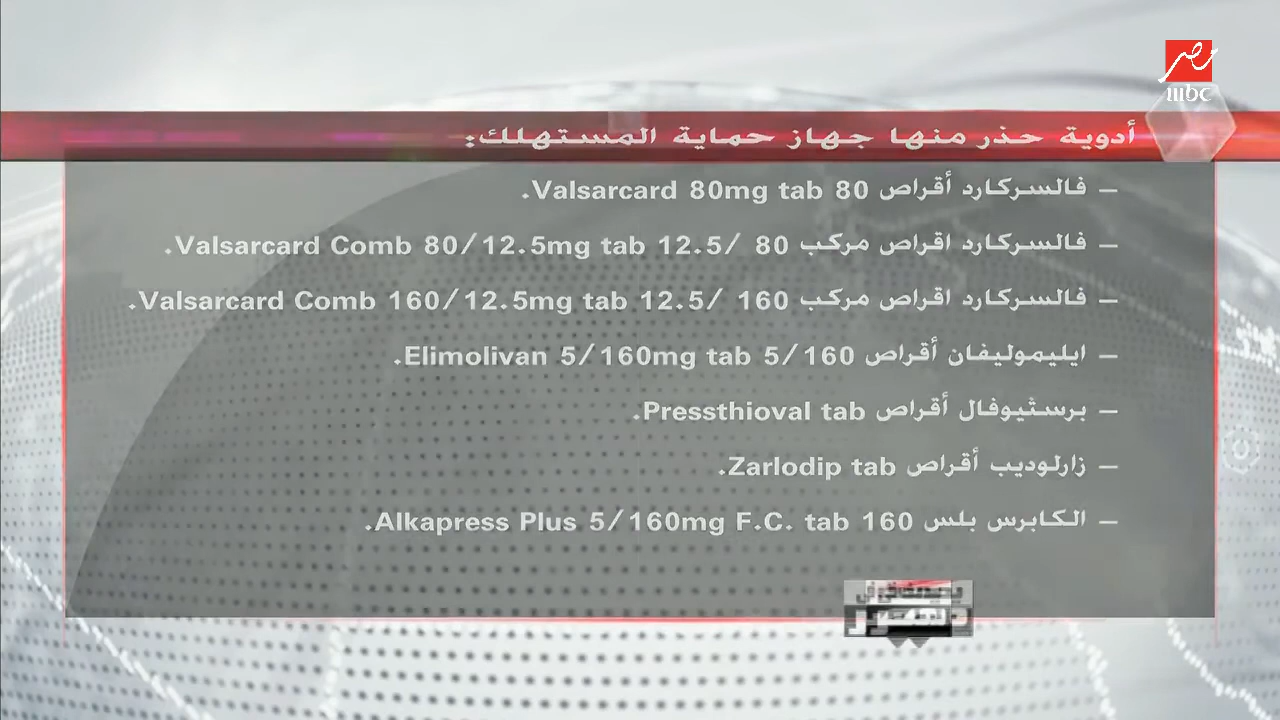 مصر
mbc
أدوية حذر منها جهاز حماية المستهلك:
– فالسركارد أقراص 80 Valsarcard 80mg tab.
– فالسركارد اقراص مركب 80 /12.5 Valsarcard Comb 80/12.5mg tab.
– فالسركارد اقراص مركب 160 /12.5 Valsarcard Comb 160/12.5mg tab.
– ايليموليفان أقراص 5/160 Elimolivan 5/160mg tab.
– برسثيوفال أقراص Pressthioval tab.
– زارلوديب أقراص Zarlodip tab.
– الكابرس بلس 160 Alkapress Plus 5/160mg F.C. tab.